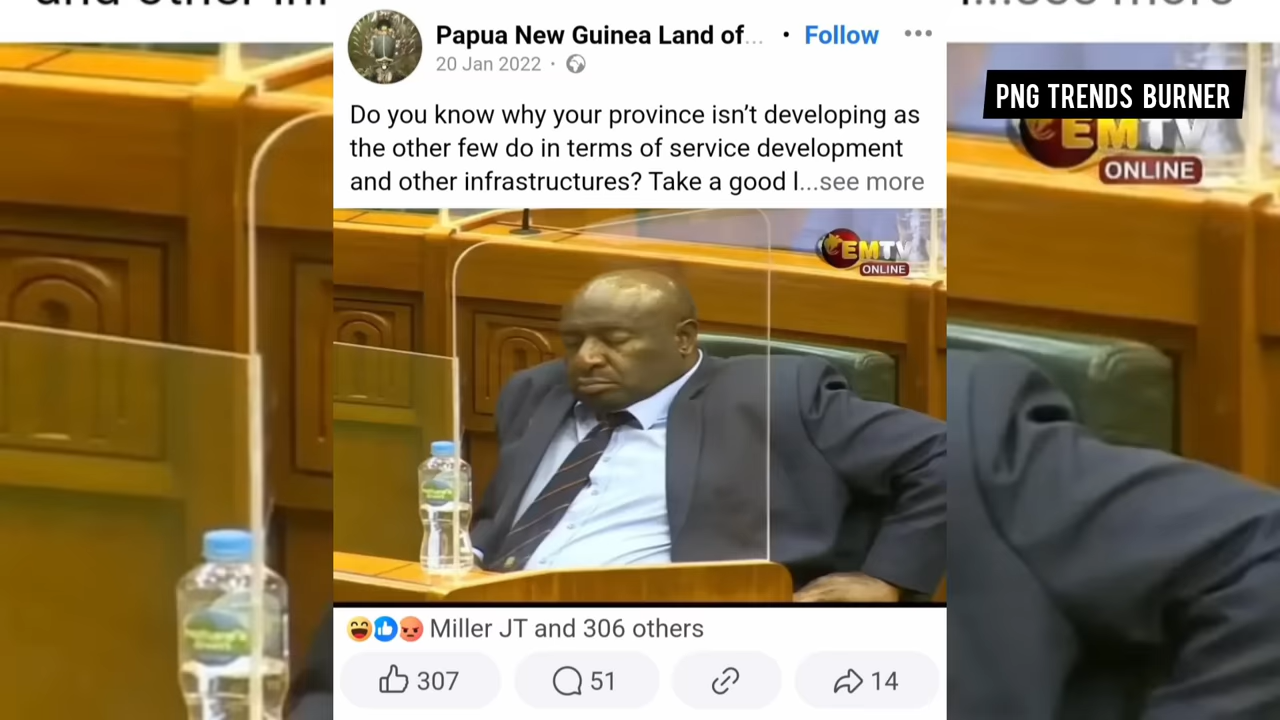 Papua New Guinea Land of... • Follow
20 Jan 2022
PNG TRENDS BURNER
Do you know why your province isn’t developing as
the other few do in terms of service development
and other infrastructures? Take a good l...see more
EMTV
ONLINE
EMTV
ONLINE
Miller JT and 306 others
307
51
14